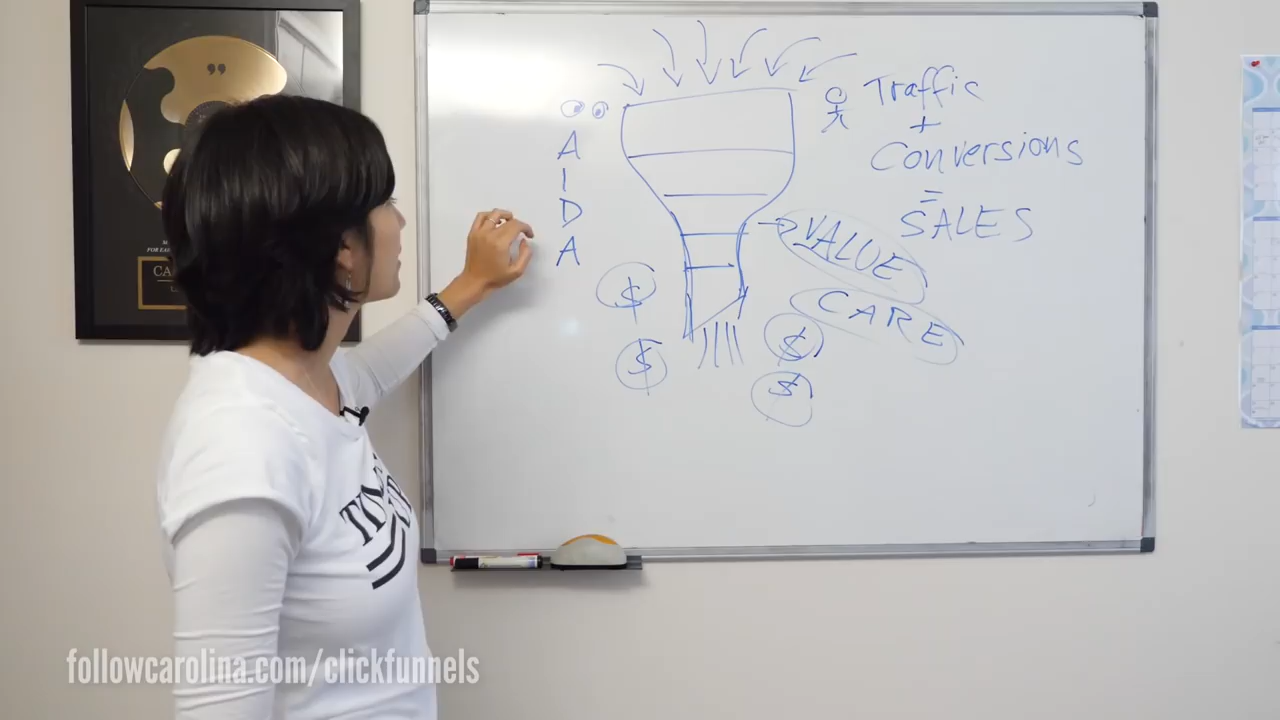 Traffic
+
Conversions
=
SALES
A
I
D
A
VALUE
CARE
$
$
$
$
followcarolina.com/clickfunnels